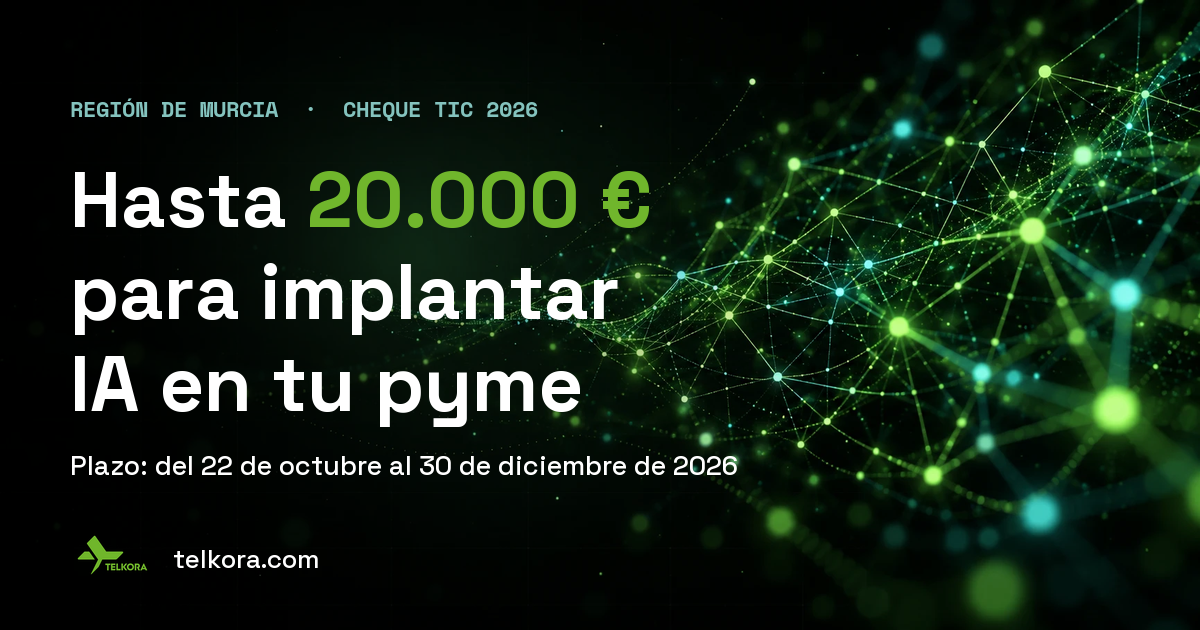 REGIÓN DE MURCIA · CHEQUE TIC 2026
Hasta 20.000 €
para implantar
IA en tu pyme
Plazo: del 22 de octubre al 30 de diciembre de 2026
TELKORA
telkora.com